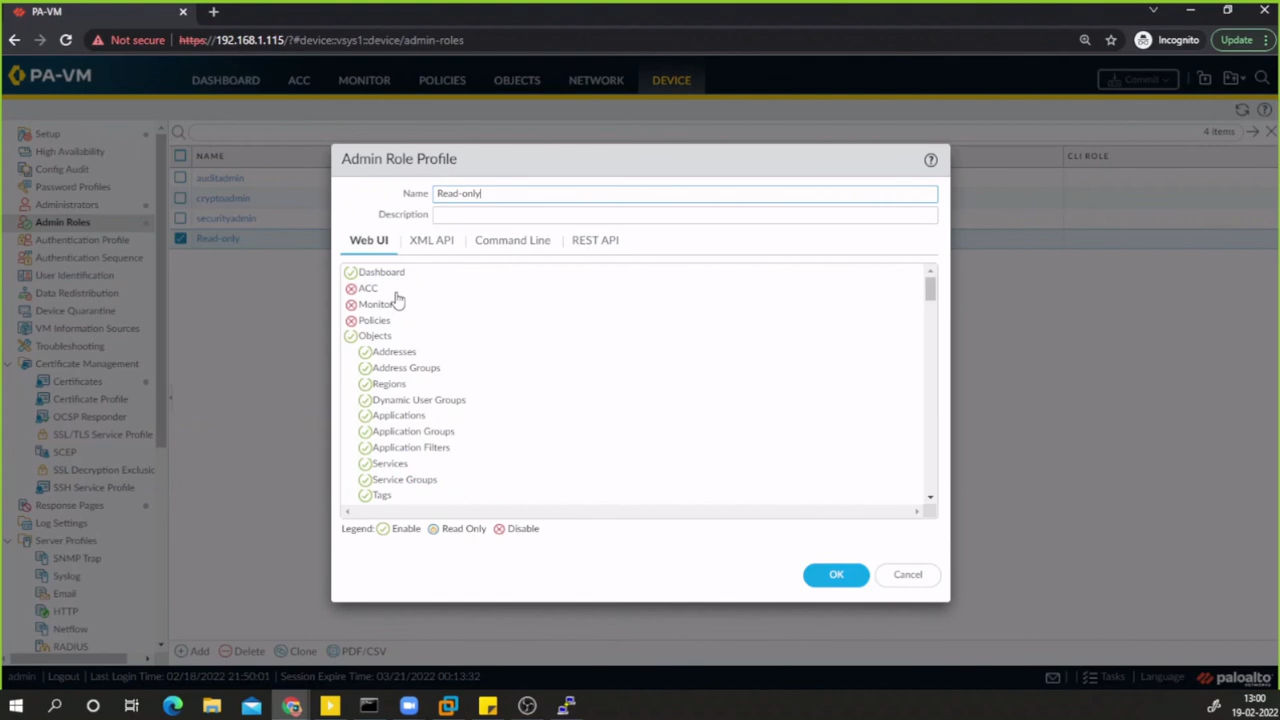 PA-VM
Not secure https://192.168.1.115/?#device::vsys1::device/admin-roles Incognito Update
PA-VM DASHBOARD ACC MONITOR POLICIES OBJECTS NETWORK DEVICE Commit
4 items
Setup
High Availability
Config Audit
Password Profiles
Administrators
Admin Roles
Authentication Profile
Authentication Sequence
User Identification
Data Redistribution
Device Quarantine
VM Information Sources
Troubleshooting
Certificate Management
Certificates
Certificate Profile
OCSP Responder
SSL/TLS Service Profile
SCEP
SSL Decryption Exclusio
SSH Service Profile
Response Pages
Log Settings
Server Profiles
SNMP Trap
Syslog
Email
HTTP
Netflow
RADIUS
NAME CLI ROLE
auditadmin
cryptoadmin
securityadmin
Read-only
Admin Role Profile
Name Read-only
Description
Web UI XML API Command Line REST API
Dashboard
ACC
Monitor
Policies
Objects
Addresses
Address Groups
Regions
Dynamic User Groups
Applications
Application Groups
Application Filters
Services
Service Groups
Tags
Legend: Enable Read Only Disable
OK Cancel
Add Delete Clone PDF/CSV
admin Logout Last Login Time: 02/18/2022 21:50:01 Session Expire Time: 03/21/2022 00:13:32 Tasks Language paloalto
NETWORKS
13:00
19-02-2022